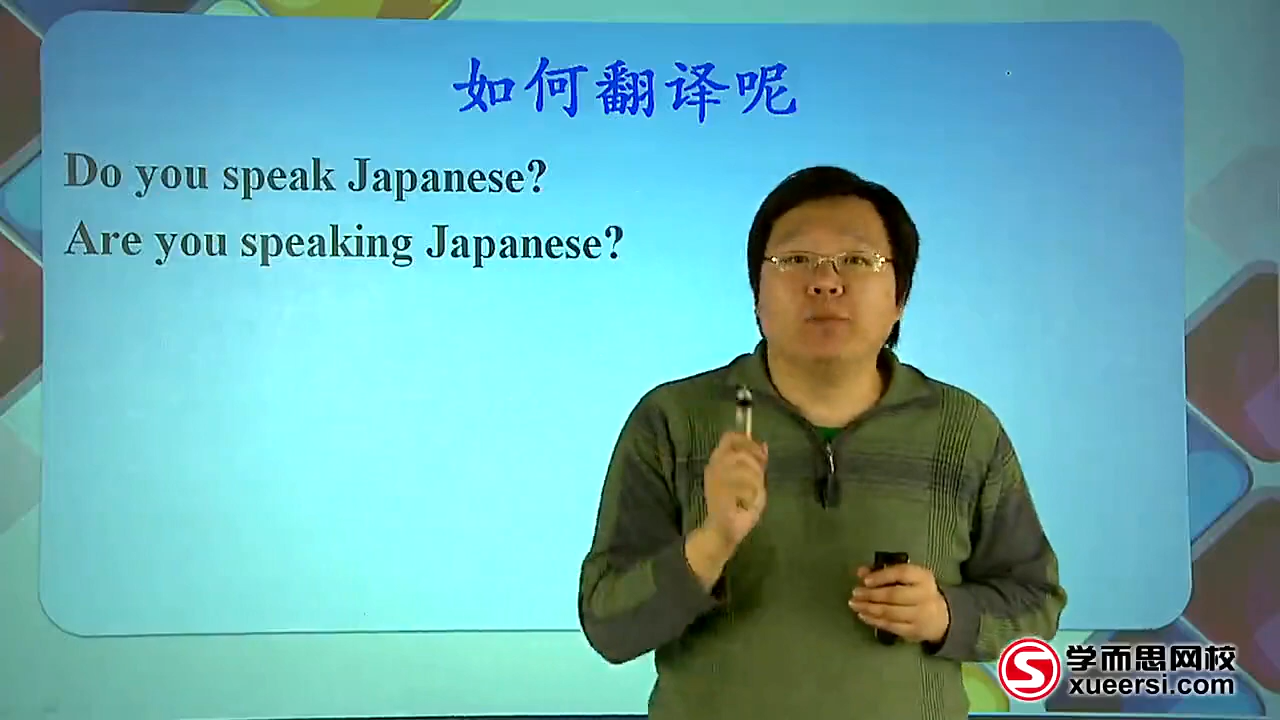 如何翻译呢
Do you speak Japanese?
Are you speaking Japanese?
学而思网校
xueersi.com